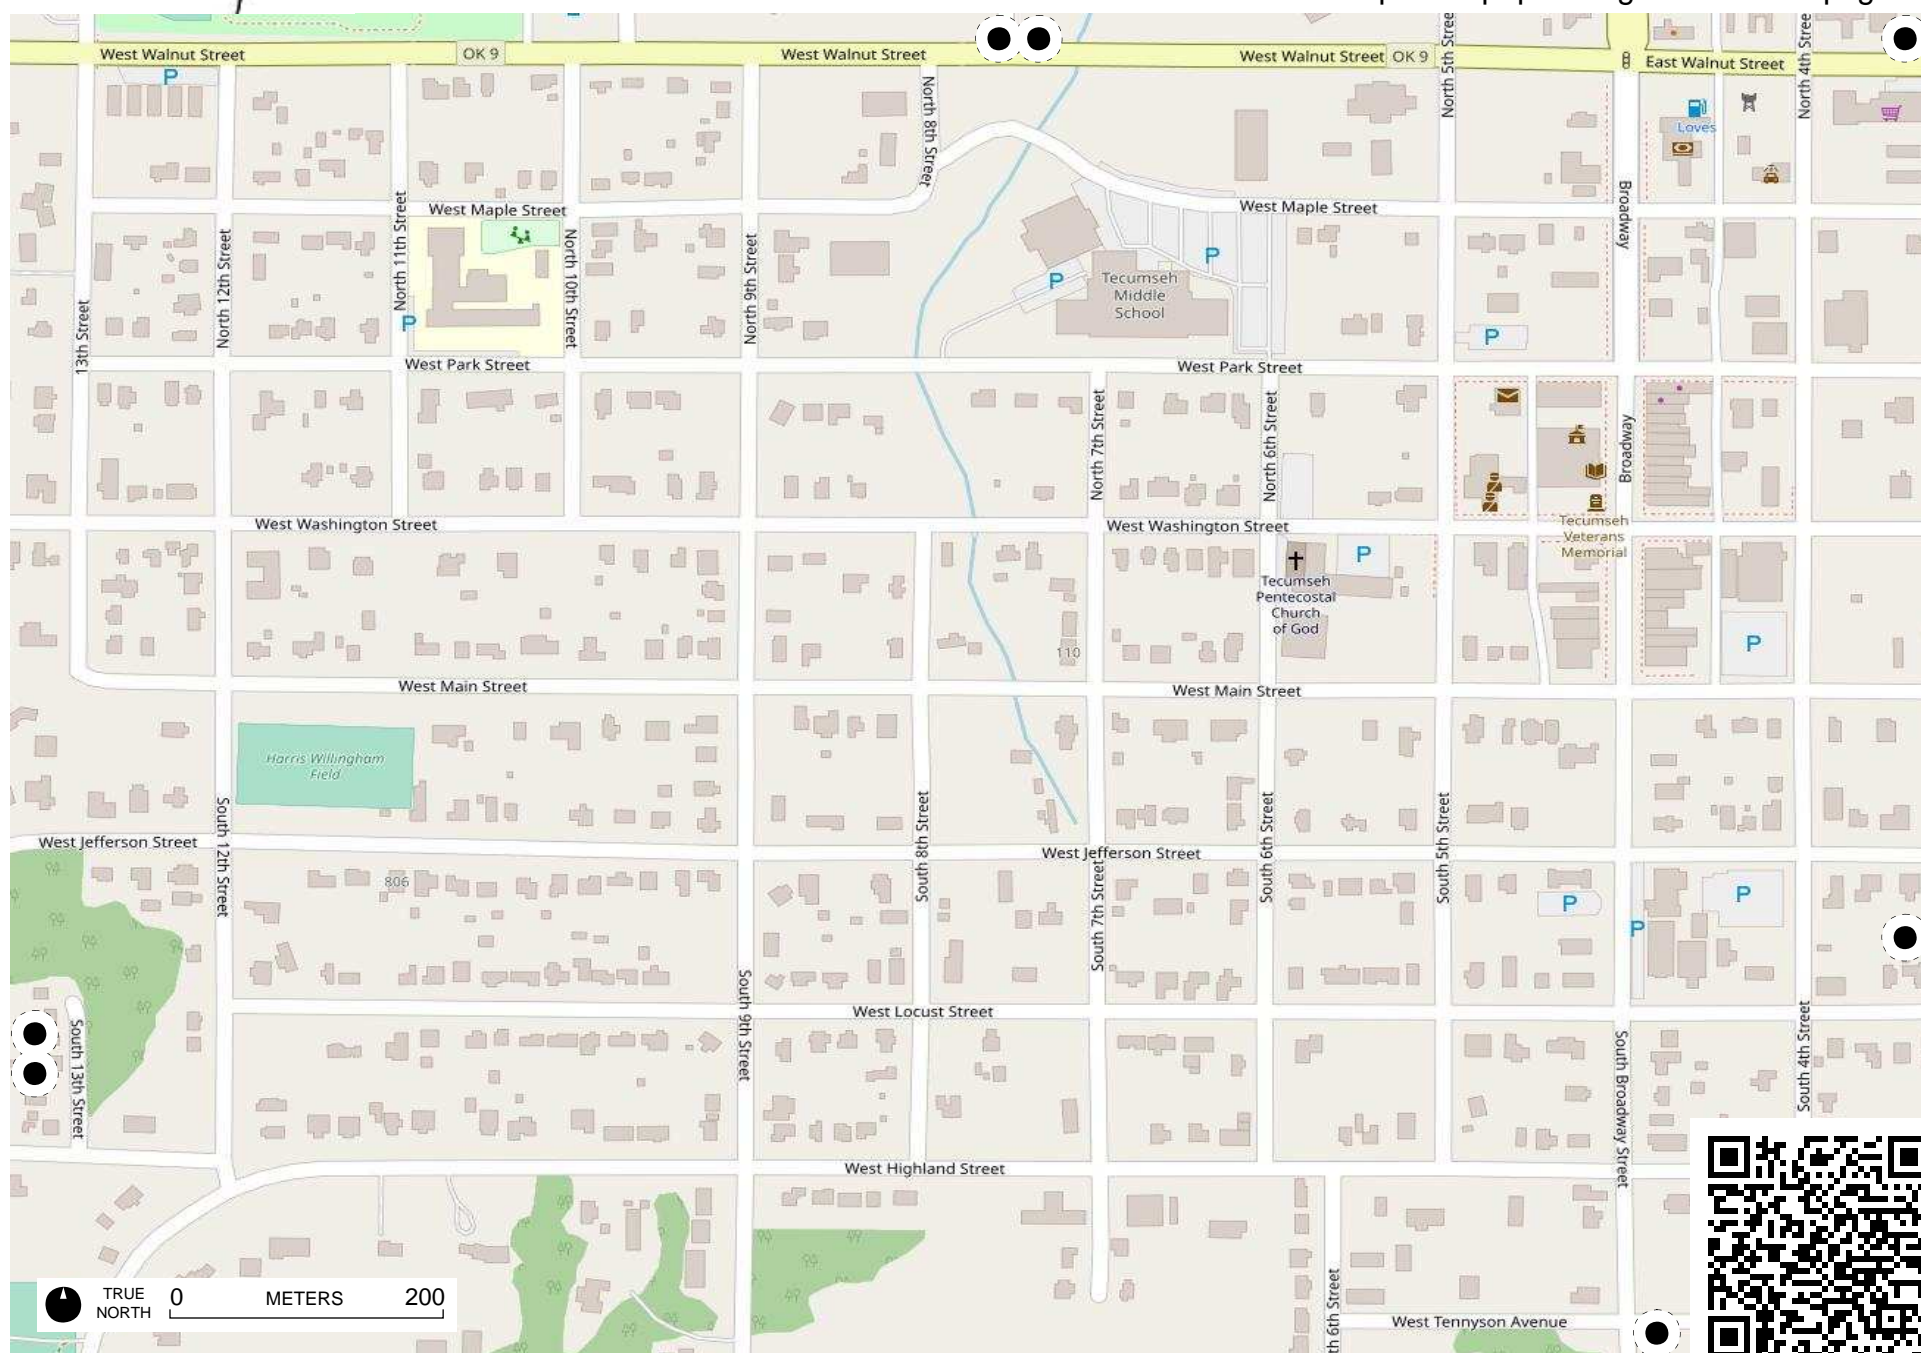 West Walnut Street
OK 9
West Walnut Street
West Walnut Street
OK 9
East Walnut Street
North 5th Stree
North 4th Stree
P
Loves
North 8th Street
Broadway
North 11th Street
West Maple Street
West Maple Street
North 12th Street
North 10th Street
North 9th Street
P
P
Tecumseh
Middle
School
13th Street
P
P
West Park Street
West Park Street
North 7th Street
North 6th Street
Broadway
West Washington Street
West Washington Street
Tecumseh
Veterans
Memorial
P
Tecumseh
Pentecostal
Church
of God
110
P
West Main Street
West Main Street
Harris Willingham
Field
South 12th Street
South 8th Street
South 6th Street
South 5th Street
West Jefferson Street
West Jefferson Street
806
South 7th Street
P
P
P
South 9th Street
West Locust Street
South 13th Street
South Broadway Street
South 4th Street
West Highland Street
TRUE
NORTH
0
METERS
200
th 6th Street
West Tennyson Avenue